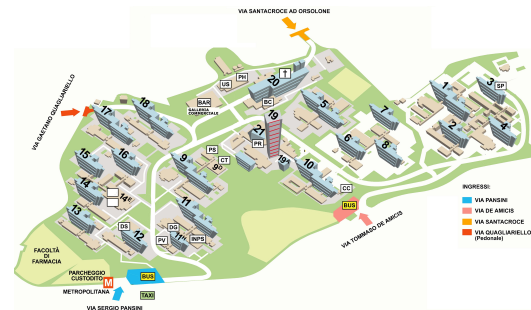 VIA SANTACROCE AD ORSOLONE
VIA GAETANO QUAGLIARIELLO
17
18
BAR
GALLERIA
COMMERCIALE
US
PH
20
BC
19
21
PR
19A
5
7
6
8
1
3
SP
2
4
15
16
14
14E
13
9
PS
CT
9D
10
CC
BUS
VIA TOMMASO DE AMICIS
11
DS
12
DG
PV
11H
INPS
FACOLTÀ
DI
FARMACIA
PARCHEGGIO
CUSTODITO
METROPOLITANA
M
BUS
TAXI
VIA SERGIO PANSINI
INGRESSI:
VIA PANSINI
VIA DE AMICIS
VIA SANTACROCE
VIA QUAGLIARIELLO
(Pedonale)